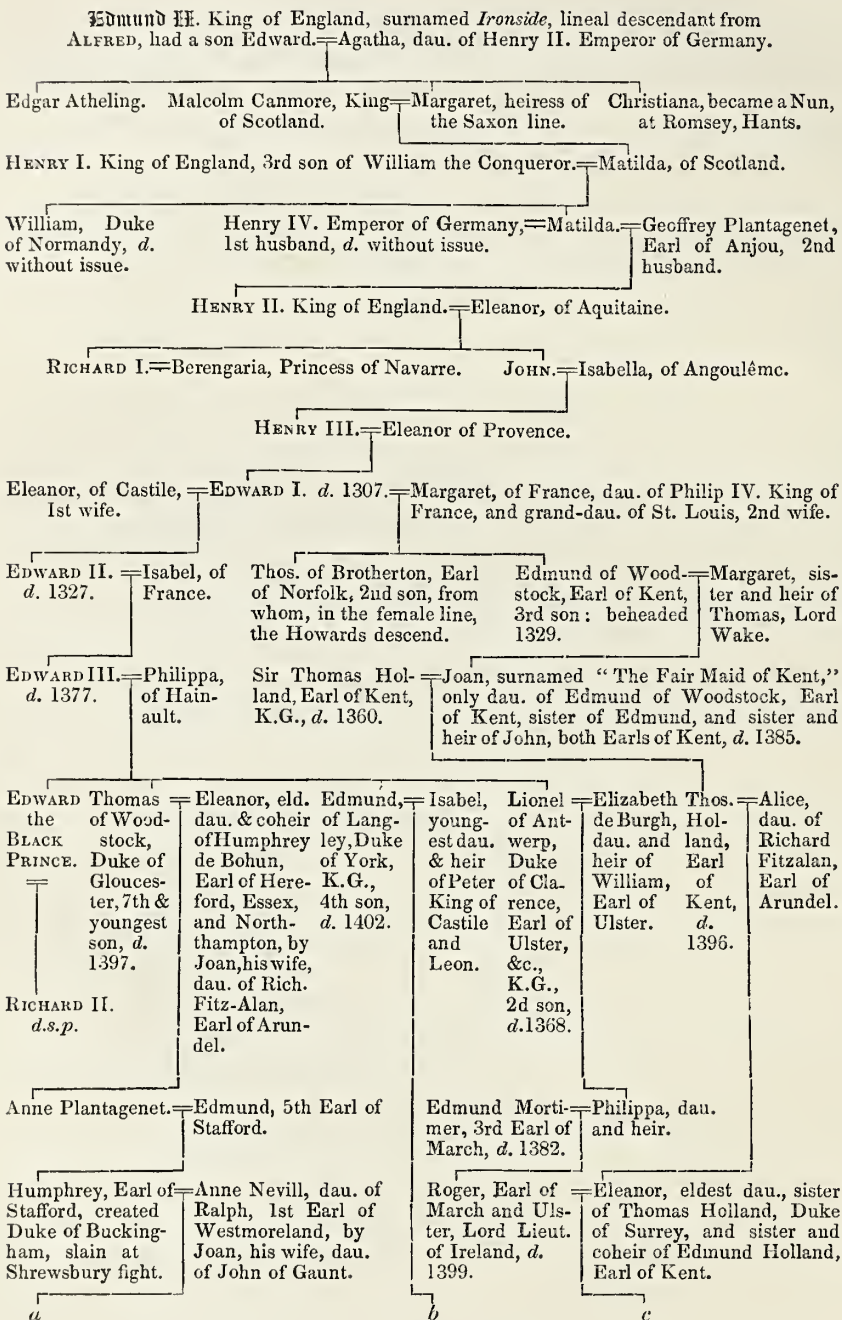 Edmund II. King of England, surnamed Ironside, lineal descendant from
ALFRED, had a son Edward.=Agatha, dau. of Henry II. Emperor of Germany.
Edgar Atheling.
Malcolm Canmore, King
of Scotland.
=Margaret, heiress of
the Saxon line.
Christiana, became a Nun,
at Romsey, Hants.
HENRY I. King of England, 3rd son of William the Conqueror.=Matilda, of Scotland.
William, Duke
of Normandy, d.
without issue.
Henry IV. Emperor of Germany,
1st husband, d. without issue.
=Matilda.=
Geoffrey Plantagenet,
Earl of Anjou, 2nd
husband.
HENRY II. King of England.=Eleanor, of Aquitaine.
RICHARD I.=Berengaria, Princess of Navarre.
JOHN.=Isabella, of Angoulême.
HENRY III.=Eleanor of Provence.
Eleanor, of Castile,
1st wife.
=EDWARD I. d. 1307.=
Margaret, of France, dau. of Philip IV. King of
France, and grand-dau. of St. Louis, 2nd wife.
EDWARD II.
d. 1327.
=Isabel, of
France.
Thos. of Brotherton, Earl
of Norfolk, 2nd son, from
whom, in the female line,
the Howards descend.
Edmund of Wood-
stock, Earl of Kent,
3rd son: beheaded
1329.
=Margaret, sis-
ter and heir of
Thomas, Lord
Wake.
EDWARD III.
d. 1377.
=Philippa,
of Hain-
ault.
Sir Thomas Hol-
land, Earl of Kent,
K.G., d. 1360.
=Joan, surnamed "The Fair Maid of Kent,"
only dau. of Edmund of Woodstock, Earl
of Kent, sister of Edmund, and sister and
heir of John, both Earls of Kent, d. 1385.
EDWARD
the
BLACK
PRINCE.
=
RICHARD II.
d.s.p.
Thomas
of Wood-
stock,
Duke of
Glouces-
ter, 7th &
youngest
son, d.
1397.
=Eleanor, eld.
dau. & coheir
of Humphrey
de Bohun,
Earl of Here-
ford, Essex,
and North-
thampton, by
Joan, his wife,
dau. of Rich.
Fitz-Alan,
Earl of Arun-
del.
Edmund,
of Lang-
ley, Duke
of York,
K.G.,
4th son,
d. 1402.
=Isabel,
young-
est dau.
& heir
of Peter
King of
Castile
and
Leon.
Lionel
of Ant-
werp,
Duke
of Cla-
rence,
Earl of
Ulster,
&c.,
K.G.,
2d son,
d. 1368.
=Elizabeth
de Burgh,
dau. and
heir of
William,
Earl of
Ulster.
Thos.
Hol-
land,
Earl
of
Kent,
d.
1396.
=Alice,
dau. of
Richard
Fitzalan,
Earl of
Arundel.
Anne Plantagenet.=Edmund, 5th Earl of
Stafford.
Edmund Morti-
mer, 3rd Earl of
March, d. 1382.
=Philippa, dau.
and heir.
Humphrey, Earl of
Stafford, created
Duke of Bucking-
ham, slain at
Shrewsbury fight.
=Anne Nevill, dau. of
Ralph, 1st Earl of
Westmoreland, by
Joan, his wife, dau.
of John of Gaunt.
Roger, Earl of
March and Uls-
ter, Lord Lieut.
of Ireland, d.
1399.
=Eleanor, eldest dau., sister
of Thomas Holland, Duke
of Surrey, and sister and
coheir of Edmund Holland,
Earl of Kent.
a
b
c